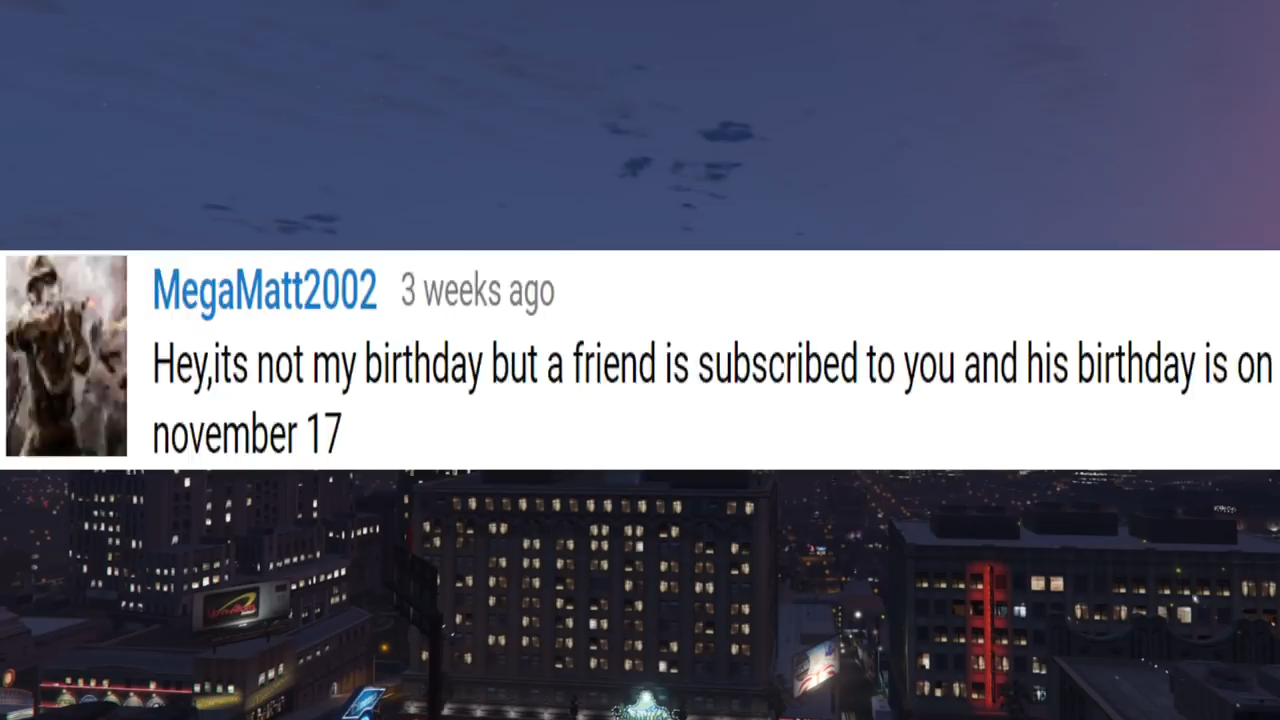 MegaMatt2002 3 weeks ago
Hey,its not my birthday but a friend is subscribed to you and his birthday is on
november 17